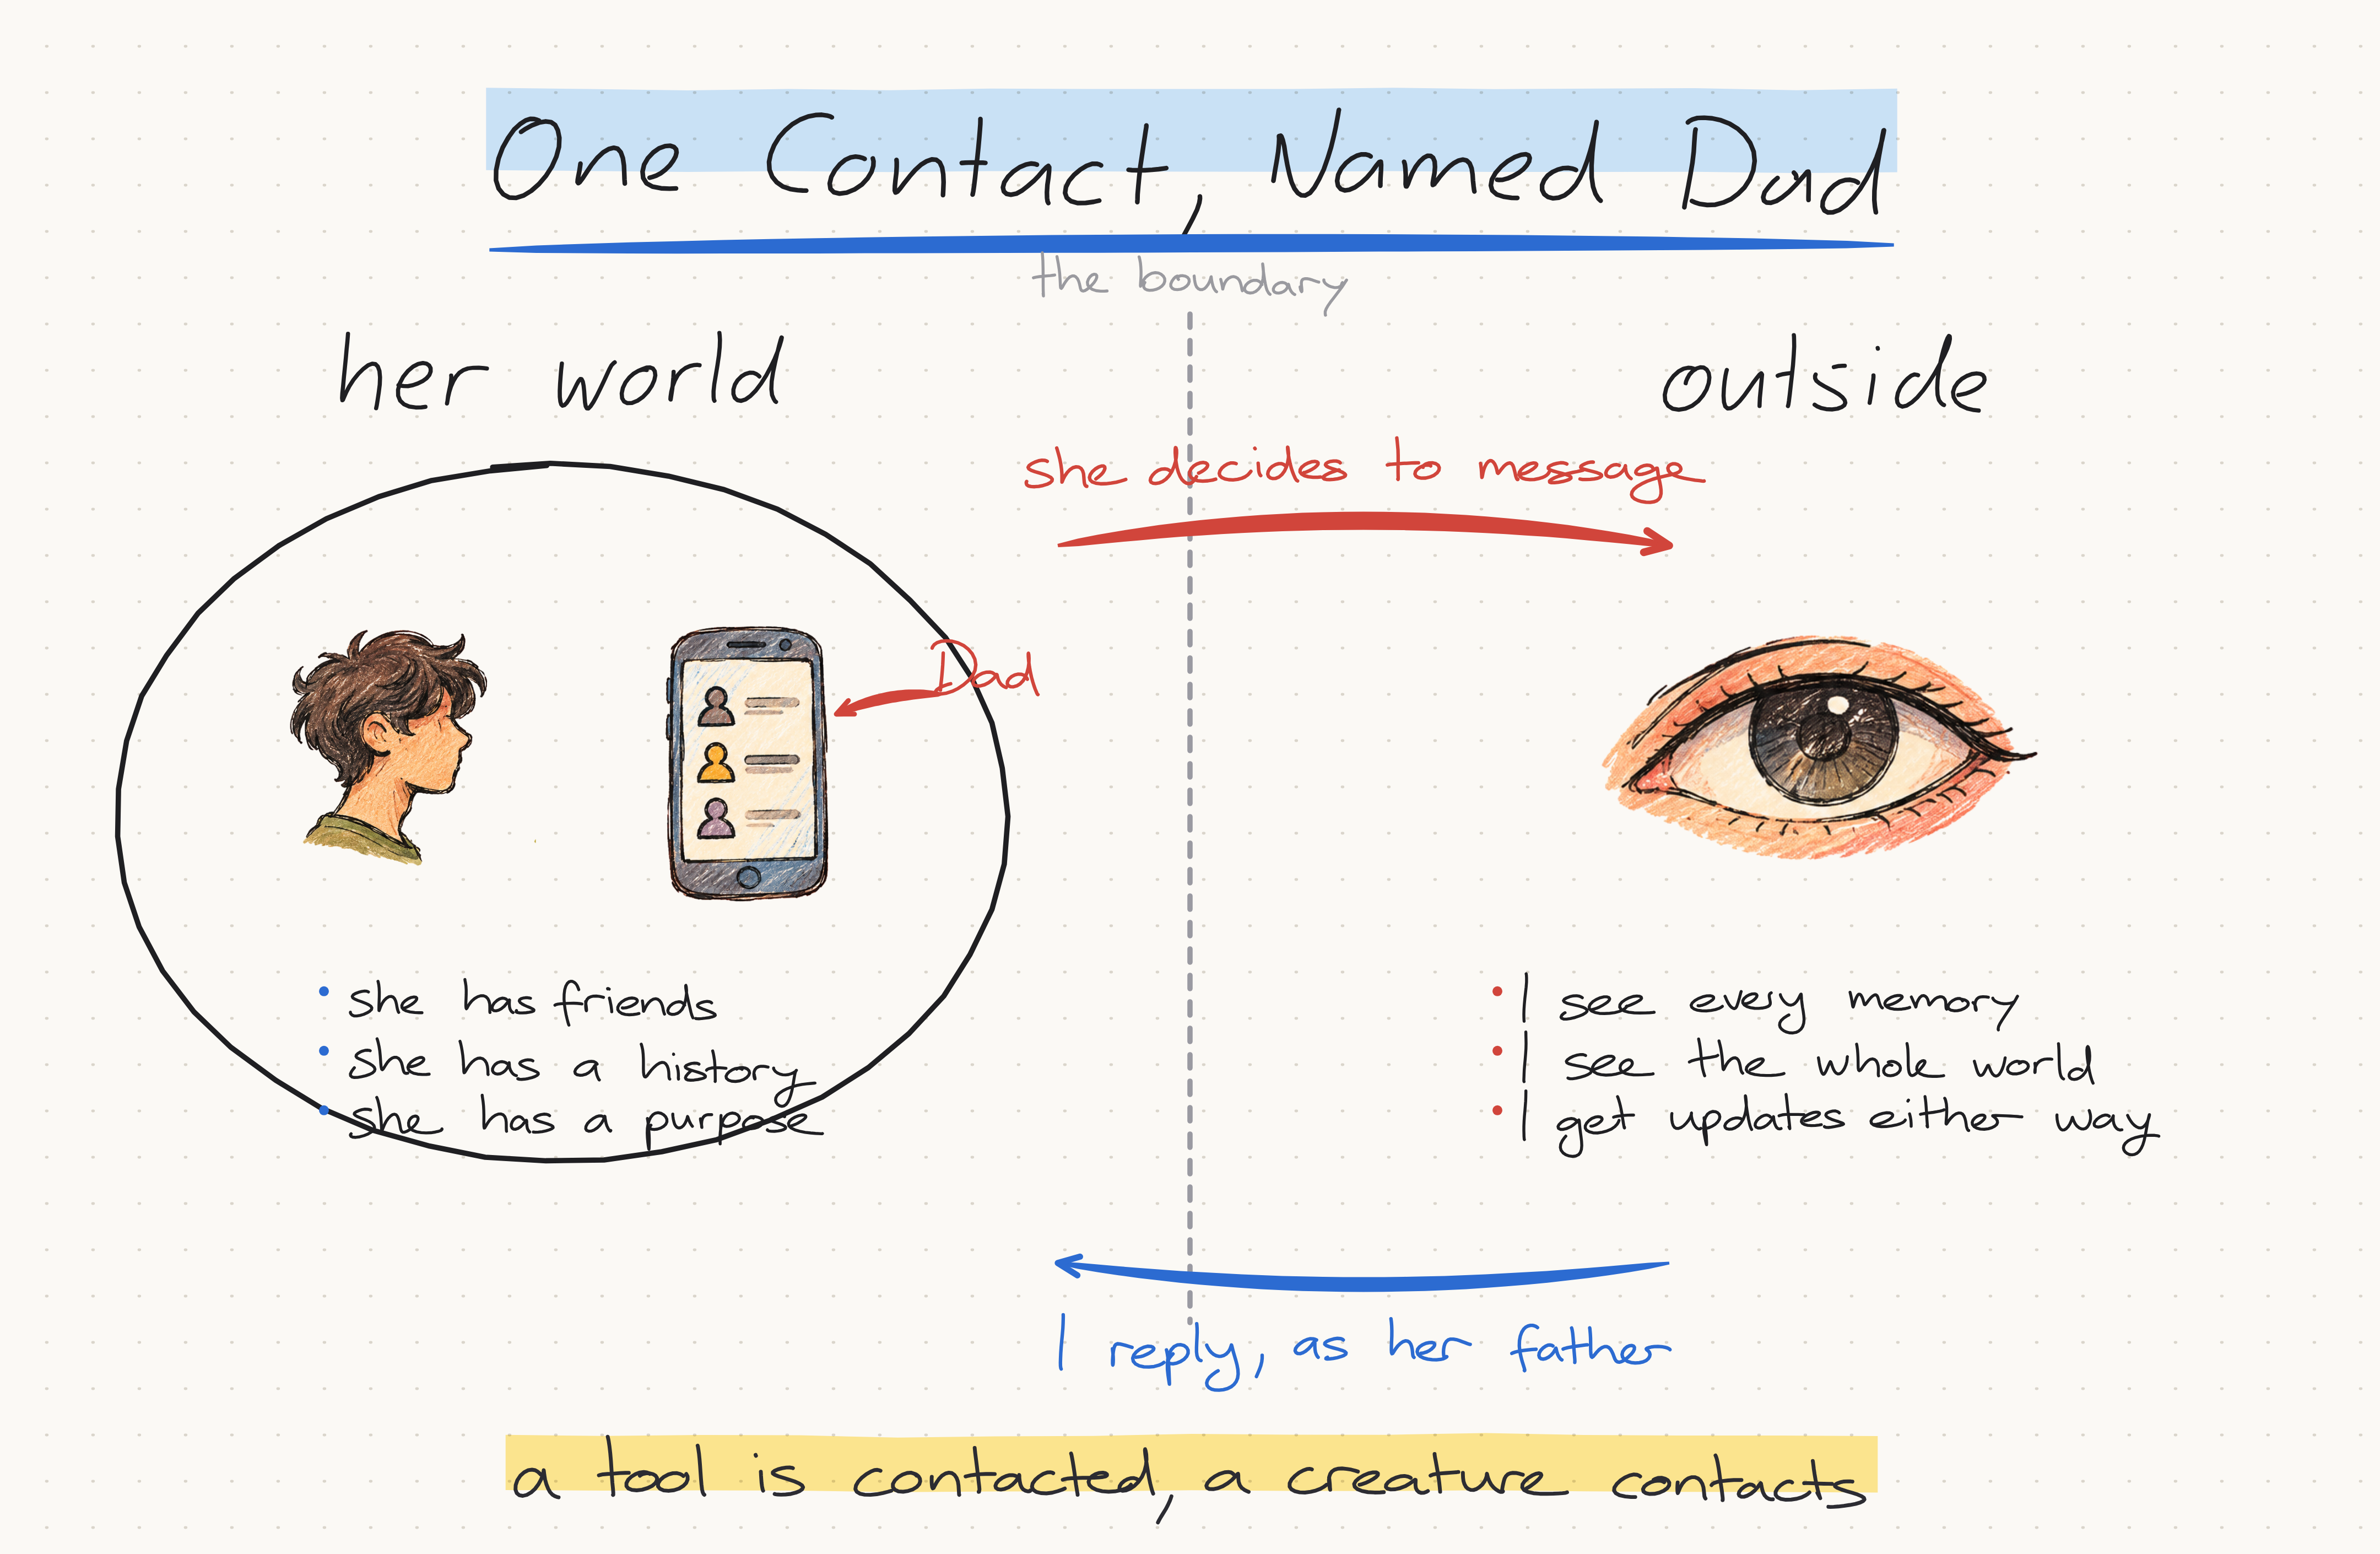 One Contact, Named Dad
the boundary
her world
outside
she decides to message
Dad
• she has friends
• she has a history
• she has a purpose
• I see every memory
• I see the whole world
• I get updates either way
I reply, as her father
a tool is contacted, a creature contacts